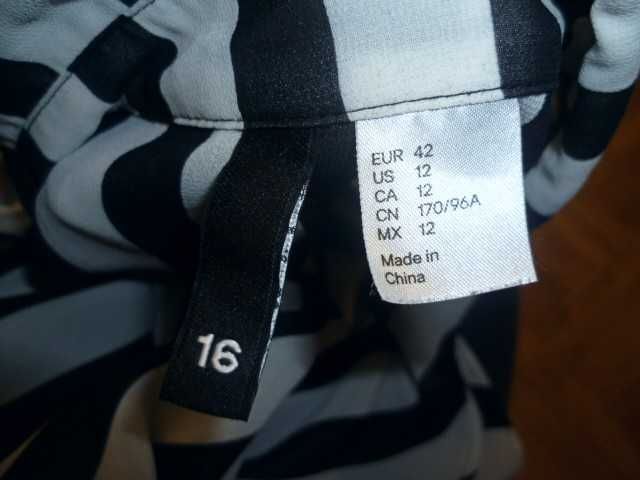 EUR 42
US 12
CA 12
CN 170/96A
MX 12
Made in
China
16